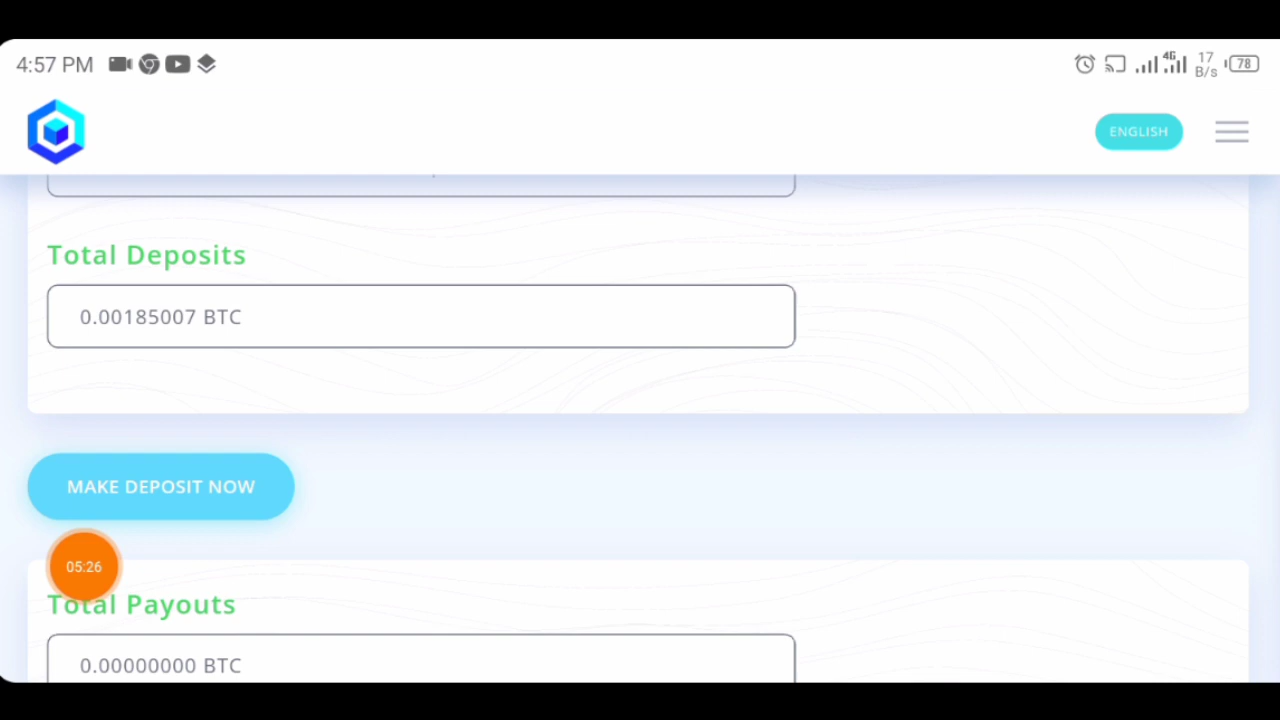 4:57 PM
4G
17
B/s
78
ENGLISH
Total Deposits
0.00185007 BTC
MAKE DEPOSIT NOW
05:26
Total Payouts
0.00000000 BTC